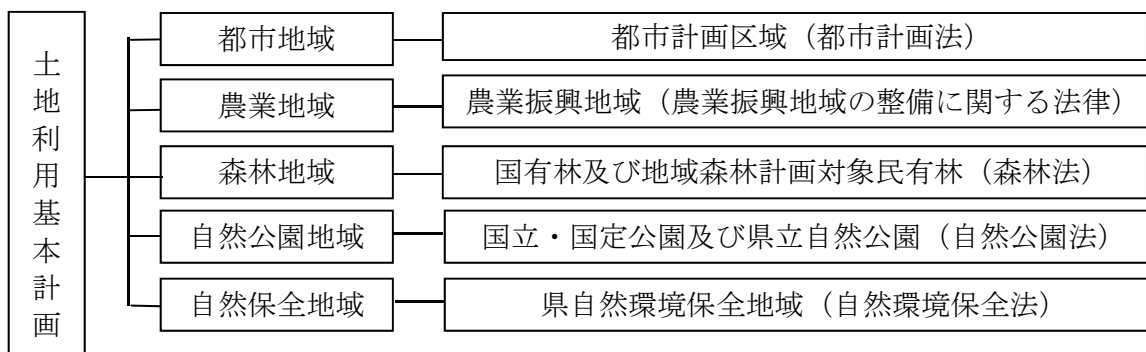 土地利用基本計画
都市地域
都市計画区域（都市計画法）
農業地域
農業振興地域（農業振興地域の整備に関する法律）
森林地域
国有林及び地域森林計画対象民有林（森林法）
自然公園地域
国立・国定公園及び県立自然公園（自然公園法）
自然保全地域
県自然環境保全地域（自然環境保全法）